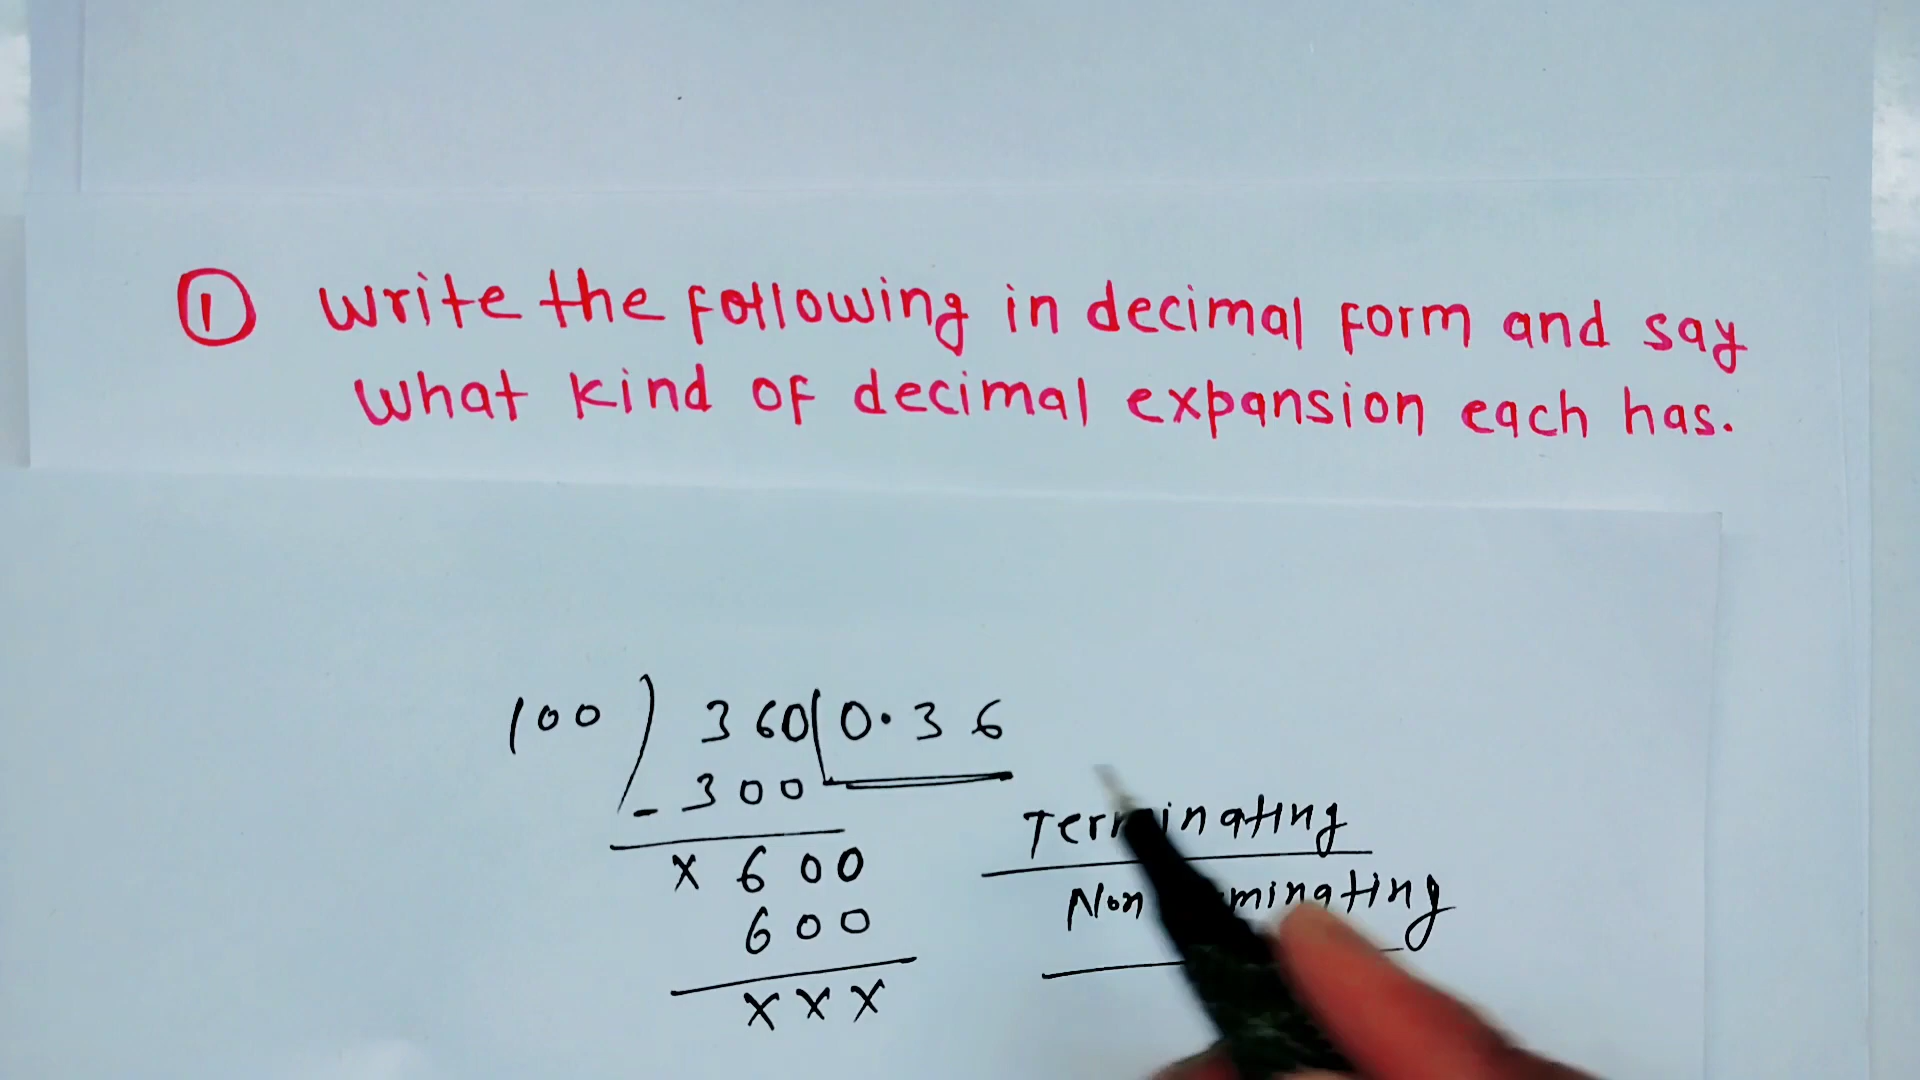 ① Write the following in decimal form and say
what kind of decimal expansion each has.
100 ) 360 ( 0.36
- 300
x 600
600
x x x
Terminating
Non